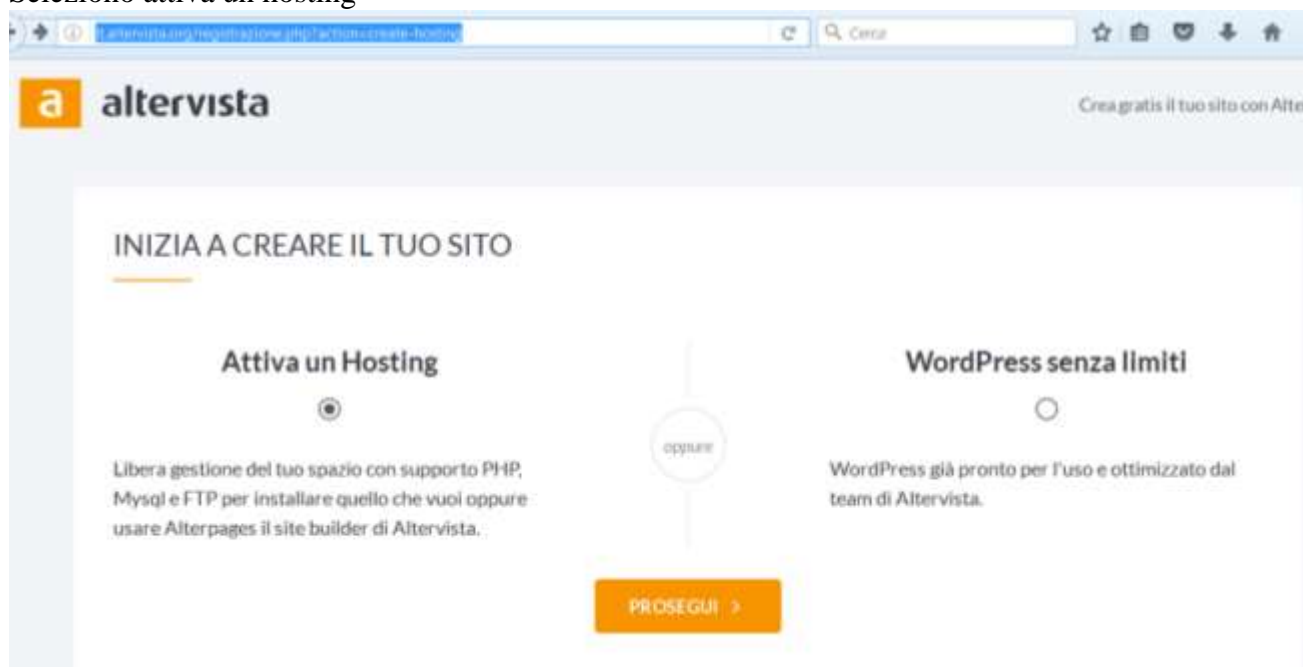 Seleziono attiva un hosting
it.altervista.org/registrazione.php?action=create-hosting
Cerca
a altervista
Crea gratis il tuo sito con Alte
INIZIA A CREARE IL TUO SITO
Attiva un Hosting
WordPress senza limiti
oppure
Libera gestione del tuo spazio con supporto PHP,
Mysql e FTP per installare quello che vuoi oppure
usare Alterpages il site builder di Altervista.
WordPress già pronto per l'uso e ottimizzato dal
team di Altervista.
PROSEGUI >